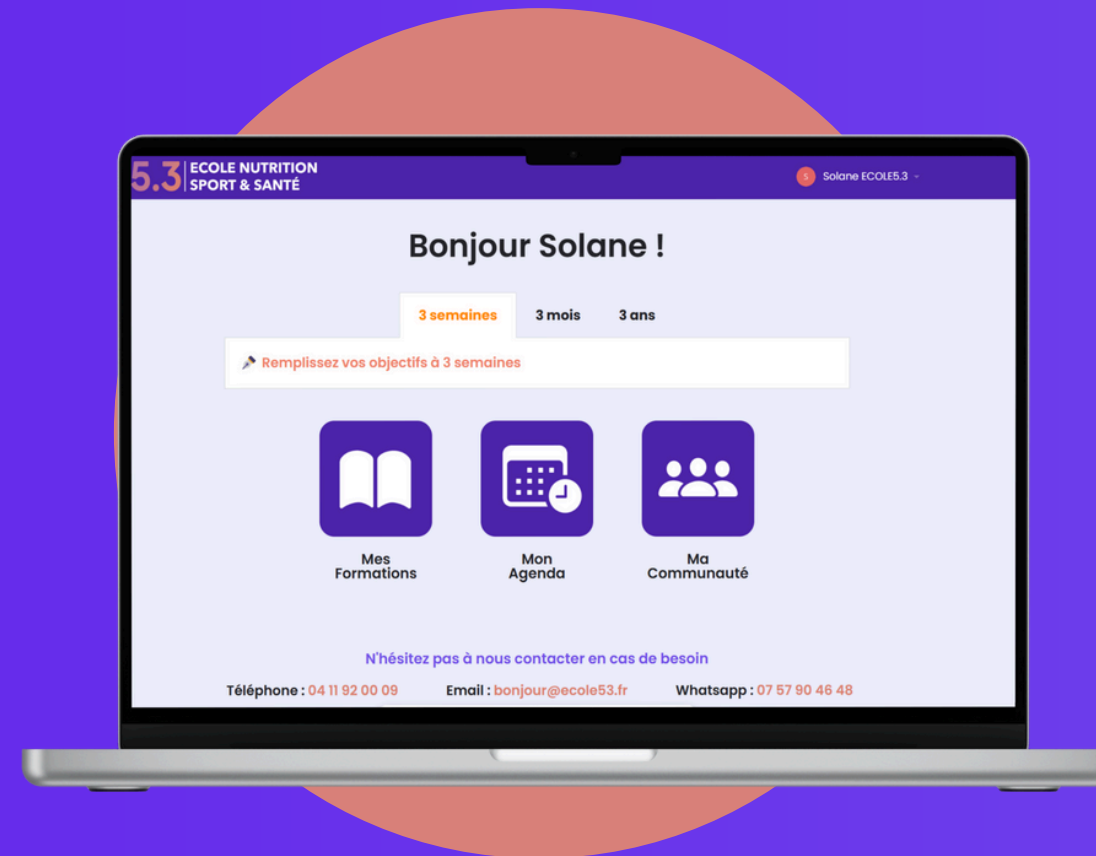 5.3 ECOLE NUTRITION
SPORT & SANTÉ
S Solane ECOLE5.3
Bonjour Solane !
3 semaines 3 mois 3 ans
Remplissez vos objectifs à 3 semaines
Mes
Formations
Mon
Agenda
Ma
Communauté
N'hésitez pas à nous contacter en cas de besoin
Téléphone : 04 11 92 00 09 Email : bonjour@ecole53.fr Whatsapp : 07 57 90 46 48